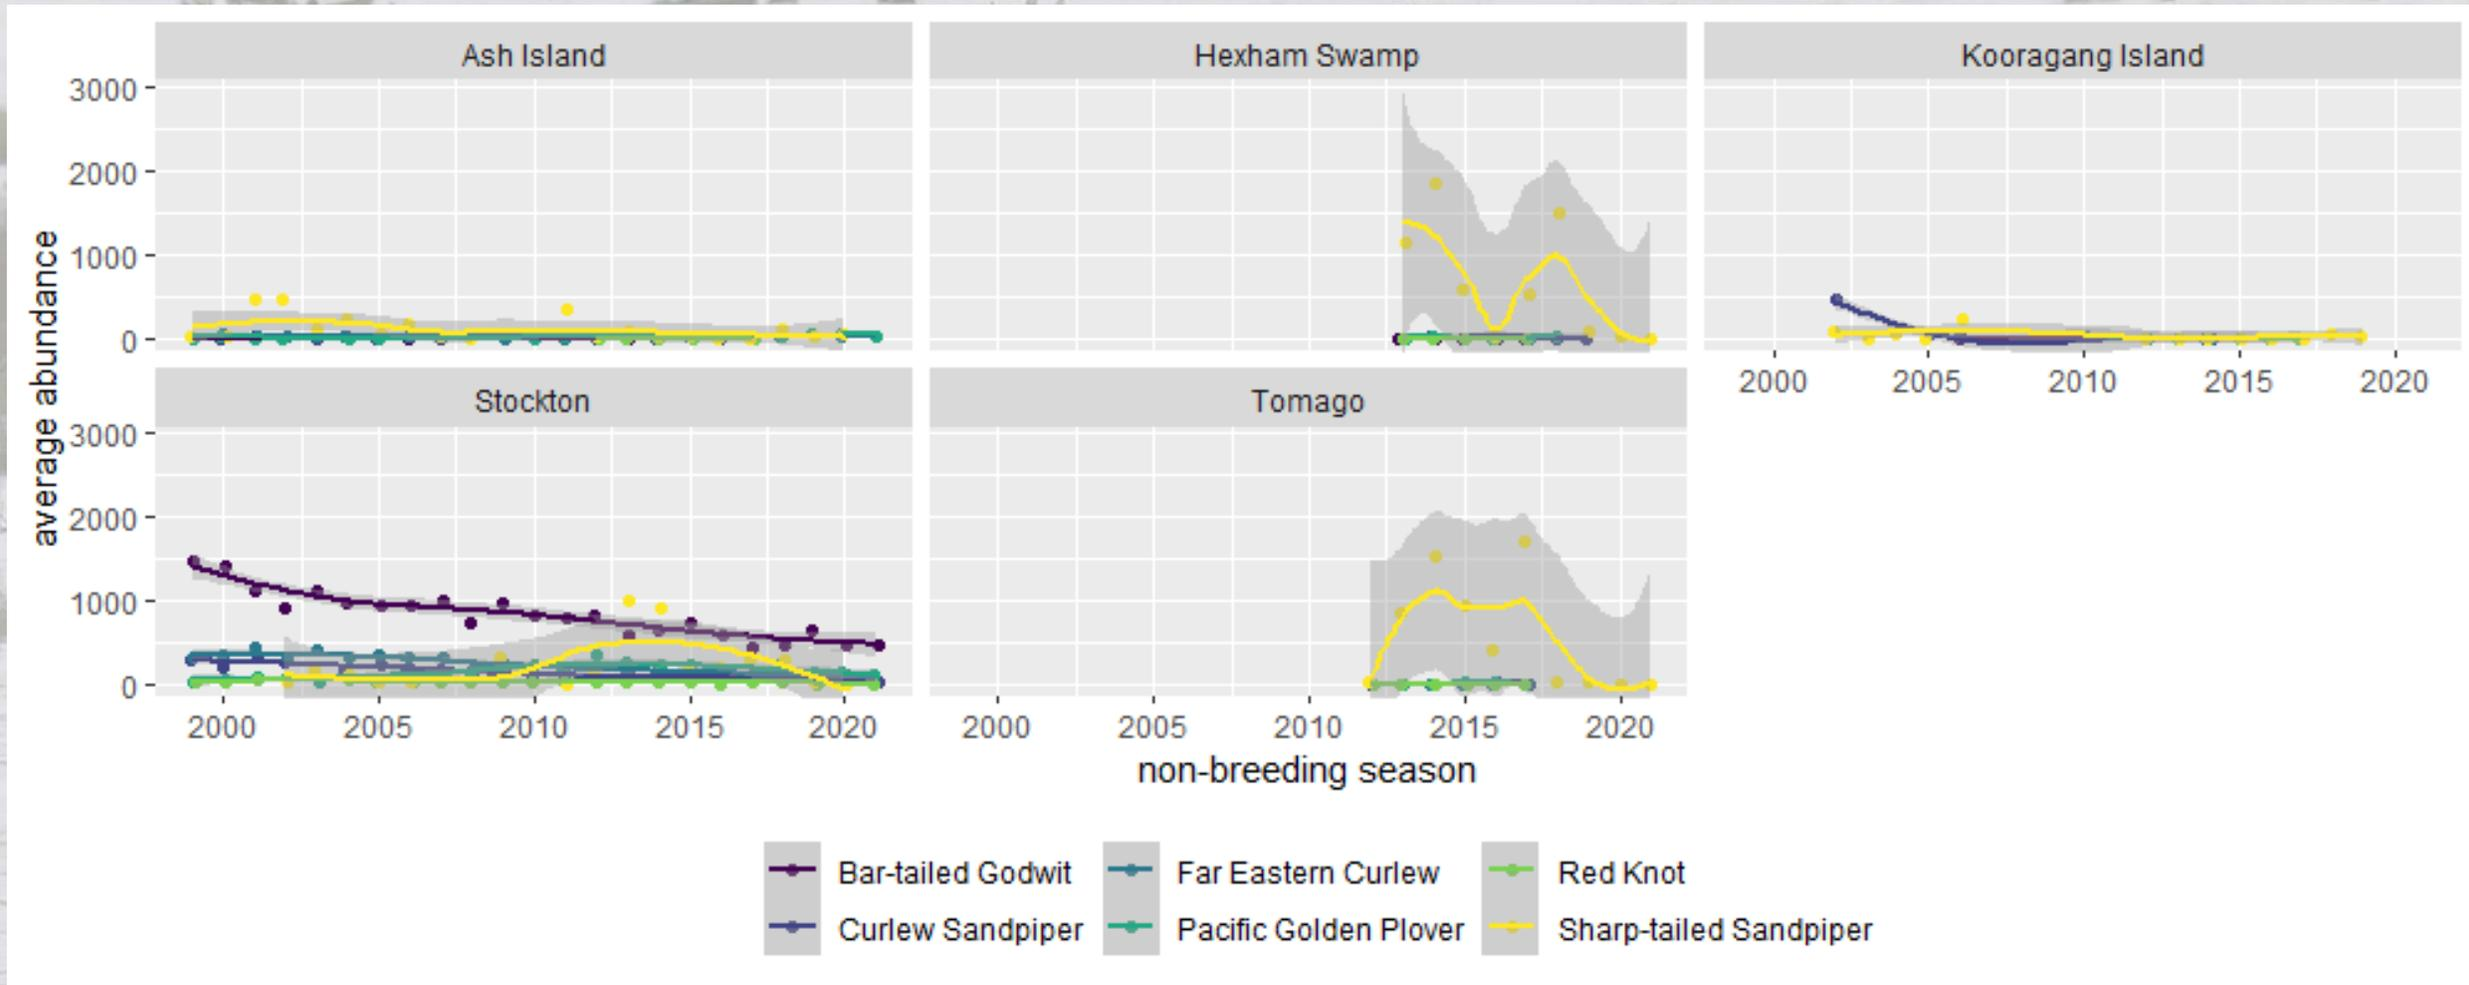 Ash Island
Hexham Swamp
Kooragang Island
3000
2000
1000
0
2000 2005 2010 2015 2020
Stockton
Tomago
3000
2000
1000
0
average abundance
2000 2005 2010 2015 2020
2000 2005 2010 2015 2020
non-breeding season
Bar-tailed Godwit
Far Eastern Curlew
Red Knot
Curlew Sandpiper
Pacific Golden Plover
Sharp-tailed Sandpiper